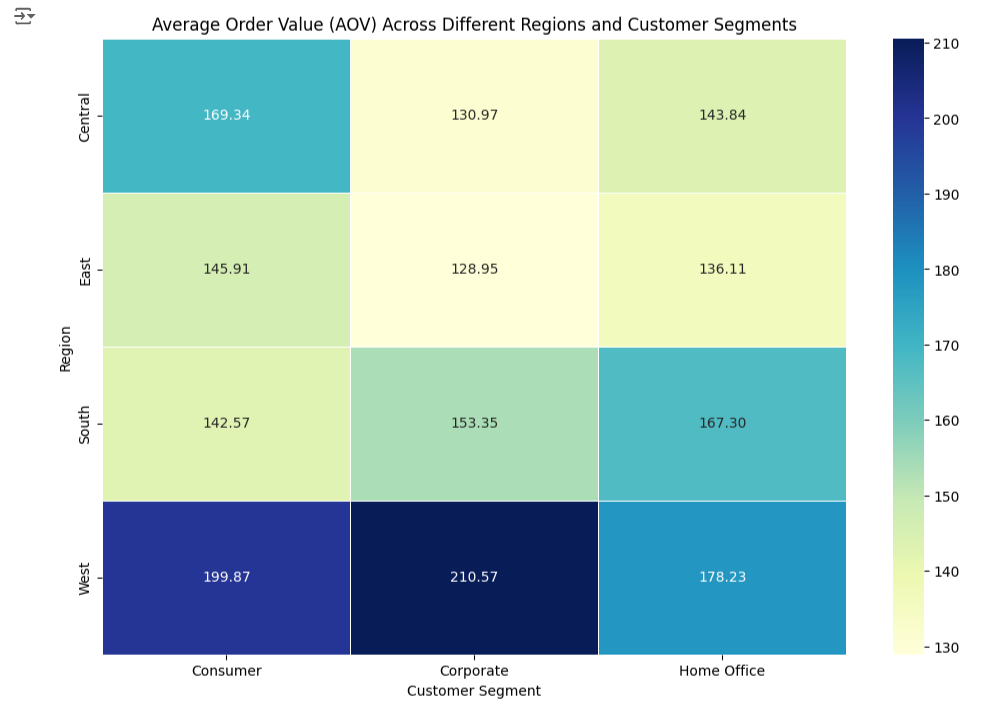 Average Order Value (AOV) Across Different Regions and Customer Segments
Region
Central
169.34 130.97 143.84
East
145.91 128.95 136.11
South
142.57 153.35 167.30
West
199.87 210.57 178.23
Consumer Corporate Home Office
Customer Segment
210
200
190
180
170
160
150
140
130